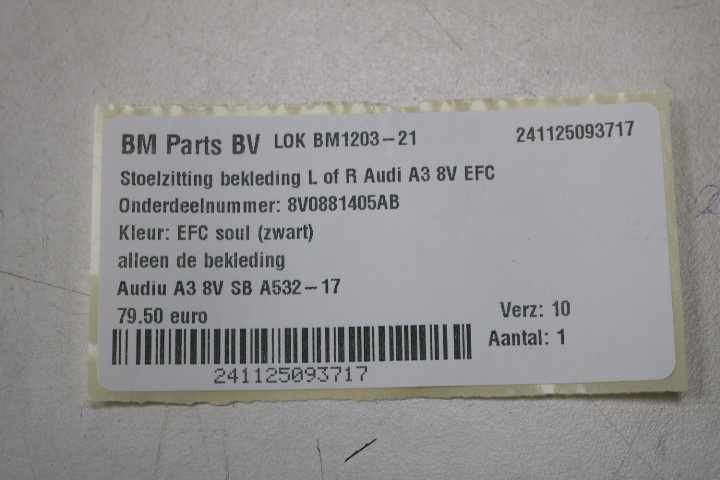 BM Parts BV LOK BM1203-21 241125093717
Stoelzitting bekleding L of R Audi A3 8V EFC
Onderdeelnummer: 8V0881405AB
Kleur: EFC soul (zwart)
alleen de bekleding
Audiu A3 8V SB A532-17
79.50 euro Verz: 10
Aantal: 1
241125093717